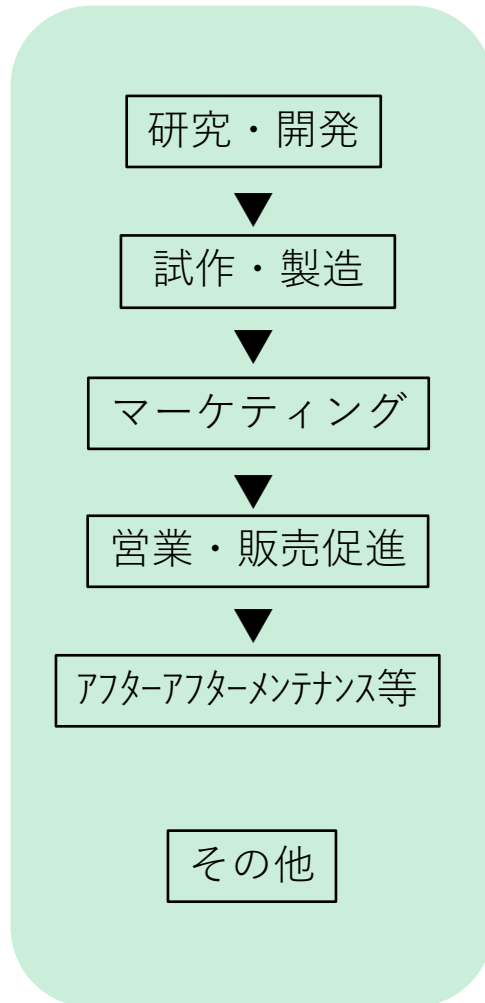 研究・開発
試作・製造
マーケティング
営業・販売促進
ｱﾌﾀｰｱﾌﾀｰﾒﾝﾃﾅﾝｽ等
その他